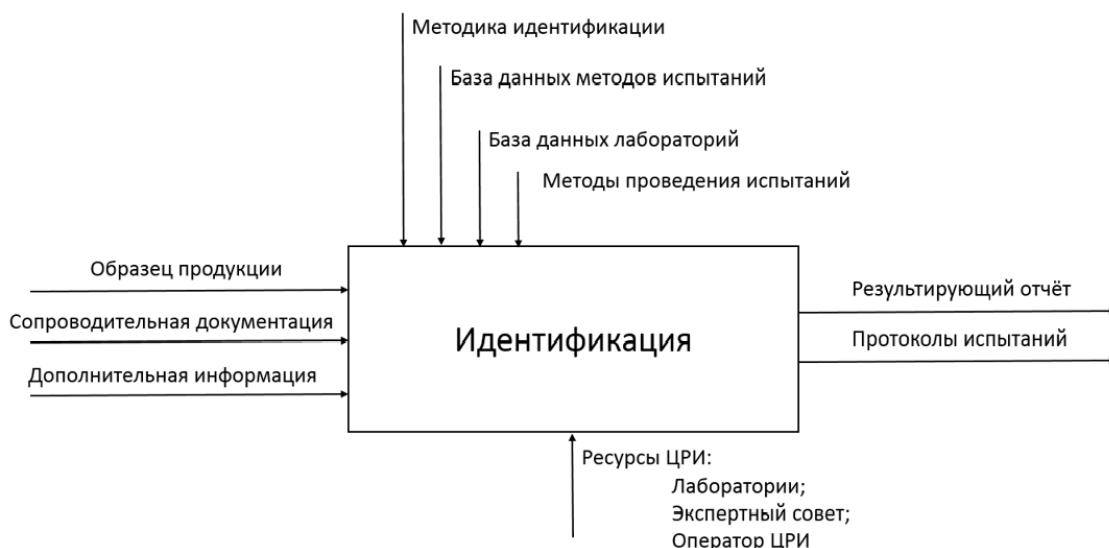 Методика идентификации
База данных методов испытаний
База данных лабораторий
Методы проведения испытаний
Образец продукции
Сопроводительная документация
Дополнительная информация
Идентификация
Результирующий отчёт
Протоколы испытаний
Ресурсы ЦРИ:
Лаборатории;
Экспертный совет;
Оператор ЦРИ